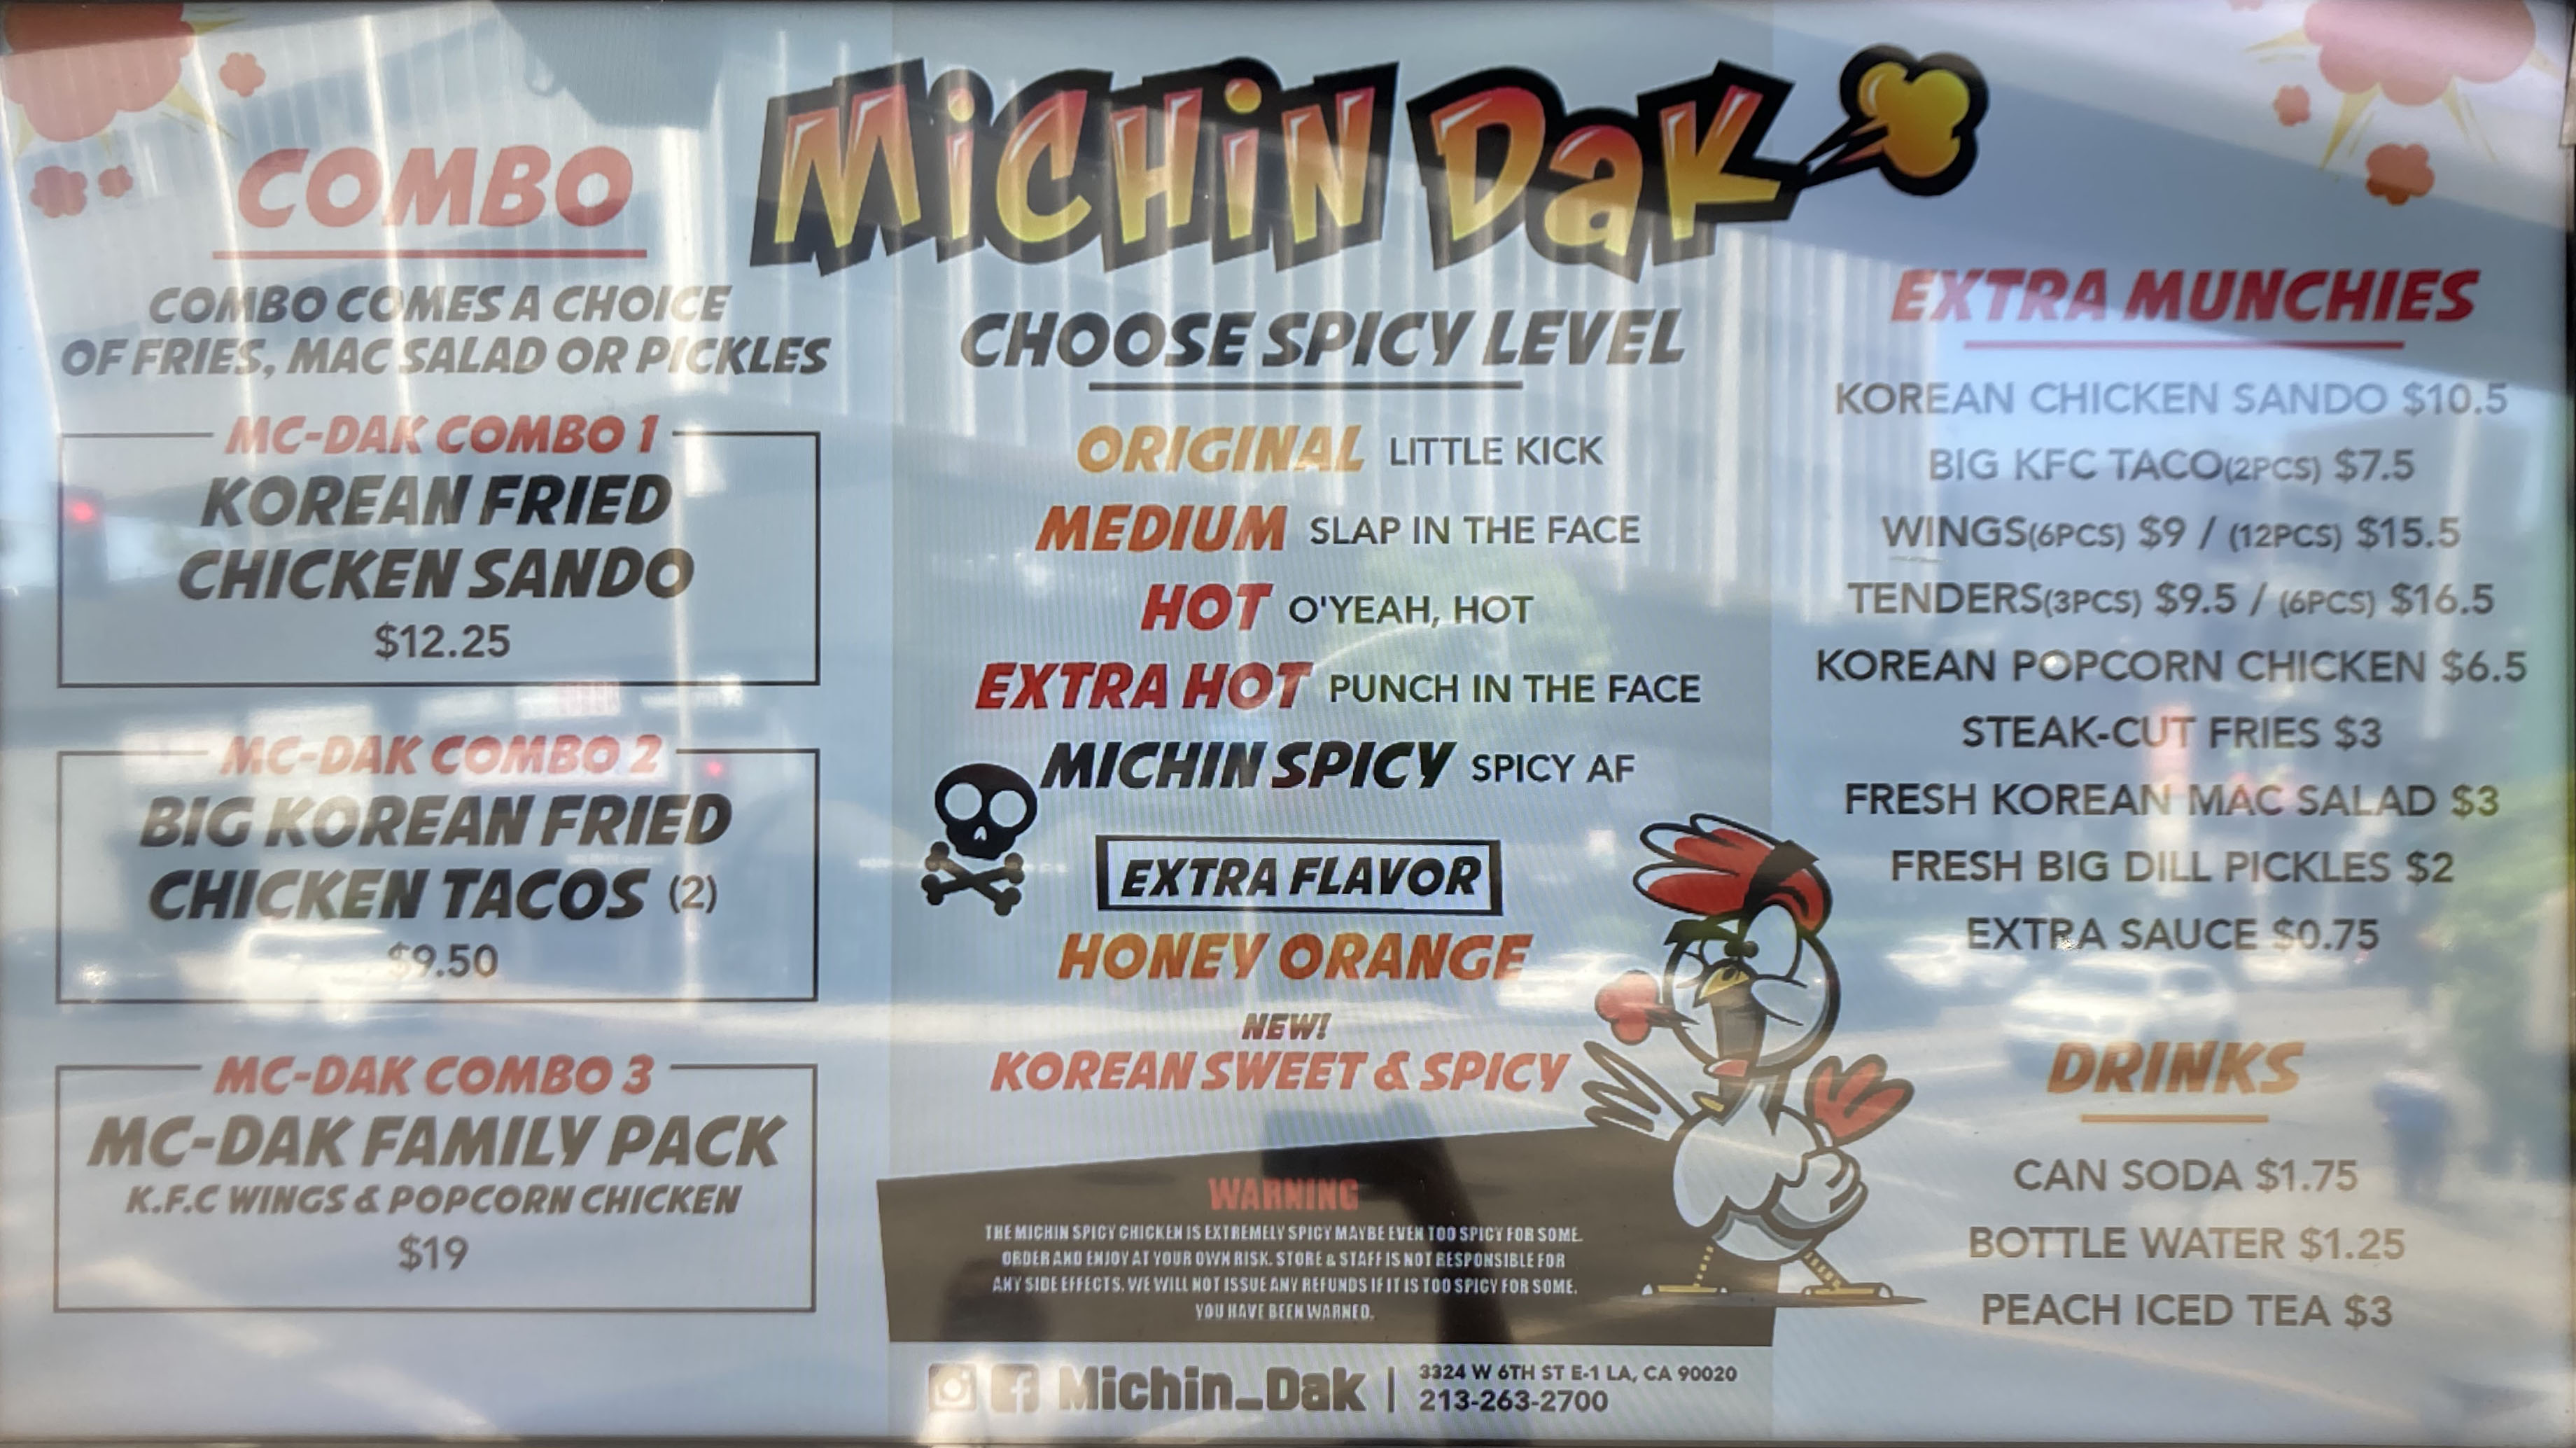 MiCHiN DaK
COMBO
COMBO COMES A CHOICE
OF FRIES, MAC SALAD OR PICKLES
MC-DAK COMBO 1
KOREAN FRIED
CHICKEN SANDO
$12.25
MC-DAK COMBO 2
BIG KOREAN FRIED
CHICKEN TACOS (2)
$9.50
MC-DAK COMBO 3
MC-DAK FAMILY PACK
K.F.C WINGS & POPCORN CHICKEN
$19
CHOOSE SPICY LEVEL
ORIGINAL LITTLE KICK
MEDIUM SLAP IN THE FACE
HOT O'YEAH, HOT
EXTRA HOT PUNCH IN THE FACE
MICHIN SPICY SPICY AF
EXTRA FLAVOR
HONEY ORANGE
NEW!
KOREAN SWEET & SPICY
WARNING
THE MICHIN SPICY CHICKEN IS EXTREMELY SPICY MAYBE EVEN TOO SPICY FOR SOME.
ORDER AND ENJOY AT YOUR OWN RISK. STORE & STAFF IS NOT RESPONSIBLE FOR
ANY SIDE EFFECTS. WE WILL NOT ISSUE ANY REFUNDS IF IT IS TOO SPICY FOR SOME.
YOU HAVE BEEN WARNED.
Michin_Dak | 3324 W 6TH ST E-1 LA, CA 90020
213-263-2700
EXTRA MUNCHIES
KOREAN CHICKEN SANDO $10.5
BIG KFC TACO(2PCS) $7.5
WINGS(6PCS) $9 / (12PCS) $15.5
TENDERS(3PCS) $9.5 / (6PCS) $16.5
KOREAN POPCORN CHICKEN $6.5
STEAK-CUT FRIES $3
FRESH KOREAN MAC SALAD $3
FRESH BIG DILL PICKLES $2
EXTRA SAUCE $0.75
DRINKS
CAN SODA $1.75
BOTTLE WATER $1.25
PEACH ICED TEA $3